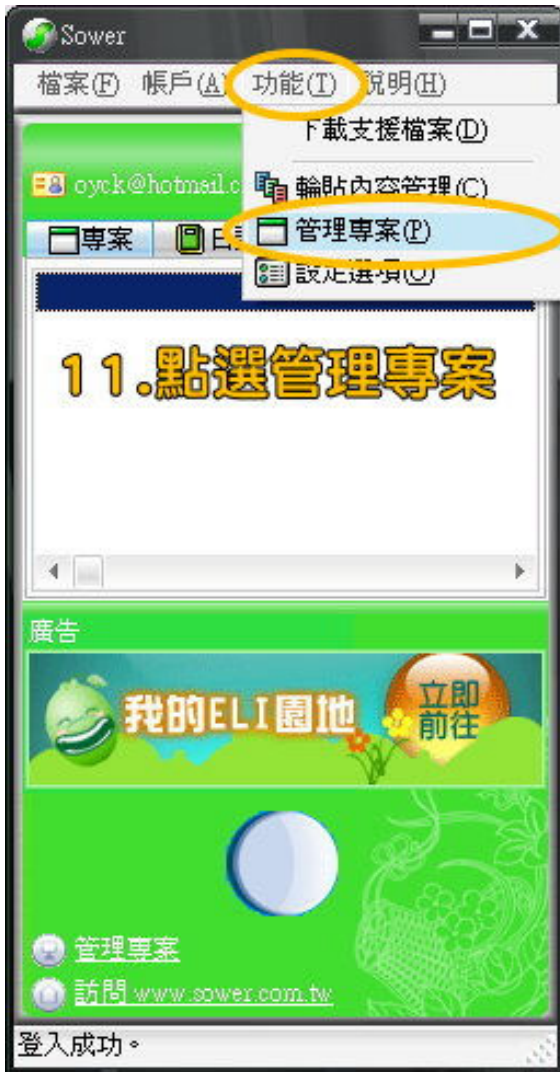 Sower
檔案(F) 帳戶(A) 功能(T) 說明(H)
下載支援檔案(D)
oyck@hotmail.c
輪貼內容管理(C)
專案 日
管理專案(P)
設定選項(O)
11.點選管理專案
廣告
我的ELI園地
立即
前往
管理專案
訪問 www.sower.com.tw
登入成功。